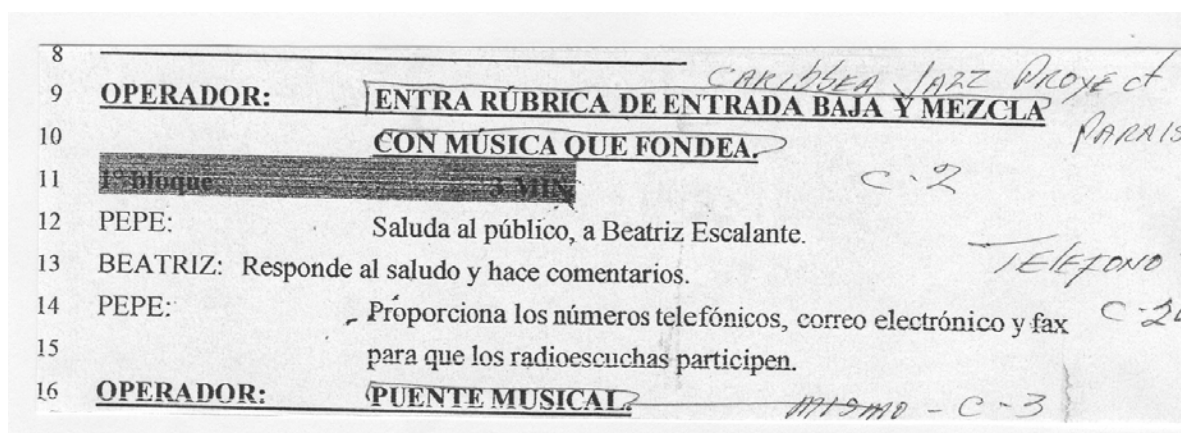 8
CARIbbEA JAZZ PROYEct
9 OPERADOR: ENTRA RÚBRICA DE ENTRADA BAJA Y MEZCLA
10 CON MÚSICA QUE FONDEA. PARAIS
11 1º bloque 3 MIN C-2
12 PEPE: Saluda al público, a Beatriz Escalante.
13 BEATRIZ: Responde al saludo y hace comentarios. TELEFONO
14 PEPE: Proporciona los números telefónicos, correo electrónico y fax
15 para que los radioescuchas participen.
16 OPERADOR: PUENTE MUSICAL. MISMO - C-3